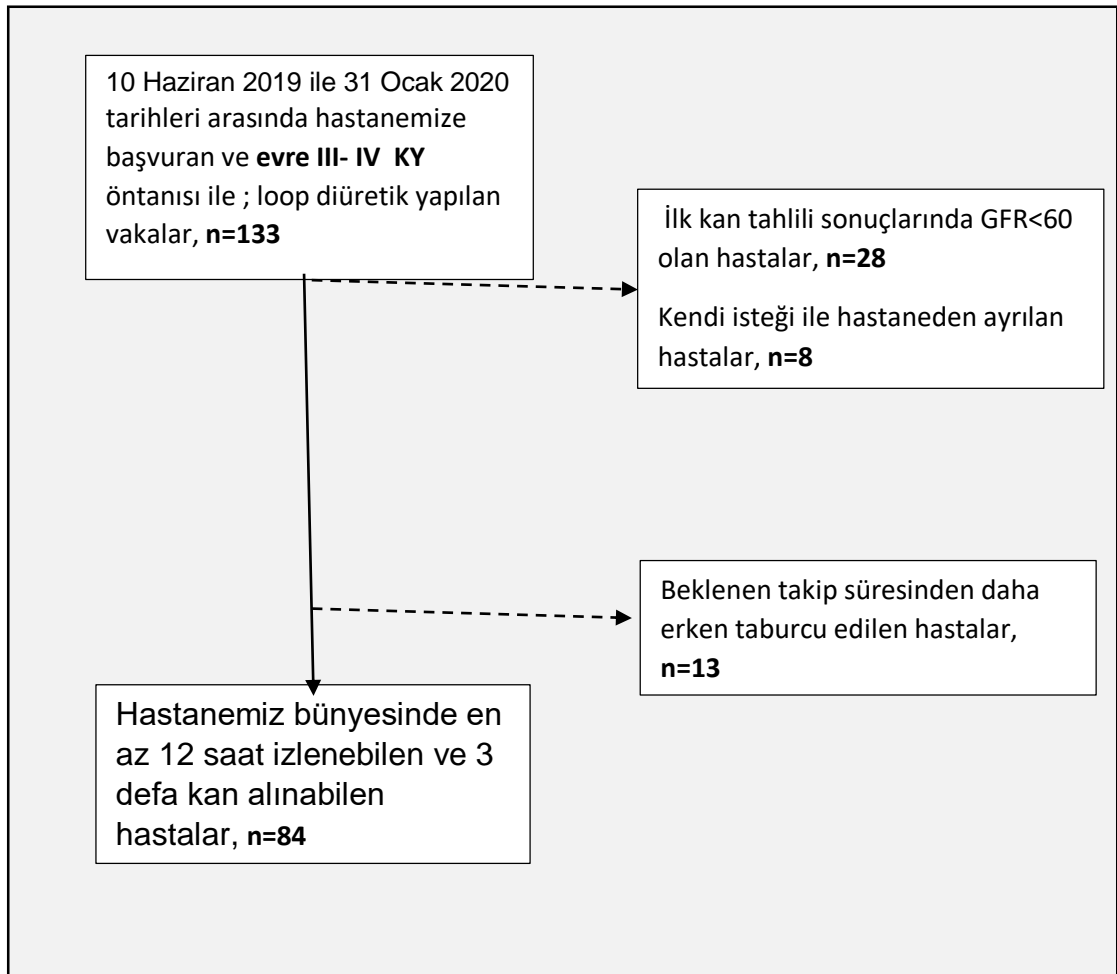 10 Haziran 2019 ile 31 Ocak 2020
tarihleri arasında hastanemize
başvuran ve evre III- IV  KY
öntanısı ile ; loop diüretik yapılan
vakalar, n=133
İlk kan tahlili sonuçlarında GFR<60
olan hastalar, n=28
Kendi isteği ile hastaneden ayrılan
hastalar, n=8
Beklenen takip süresinden daha
erken taburcu edilen hastalar,
n=13
Hastanemiz bünyesinde en
az 12 saat izlenebilen ve 3
defa kan alınabilen
hastalar, n=84